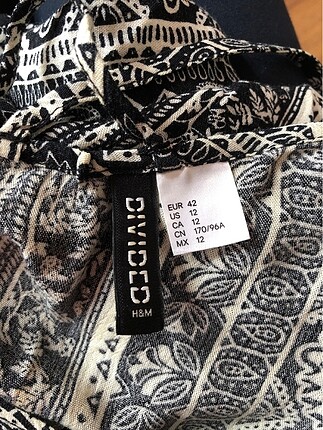 DIVIDED
H&M
EUR 42
US 12
CA 12
CN 170/96A
MX 12